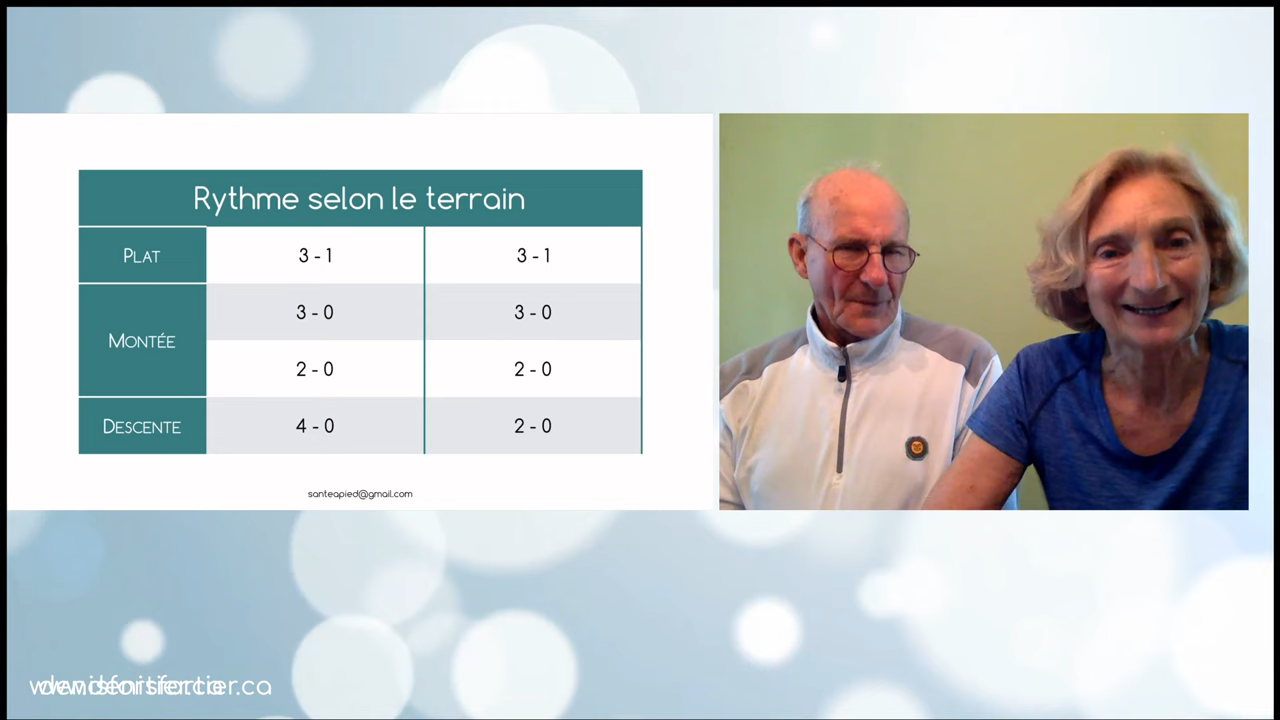 Rythme selon le terrain
PLAT 3 - 1 3 - 1
MONTÉE 3 - 0 3 - 0
2 - 0 2 - 0
DESCENTE 4 - 0 2 - 0
santeapied@gmail.com